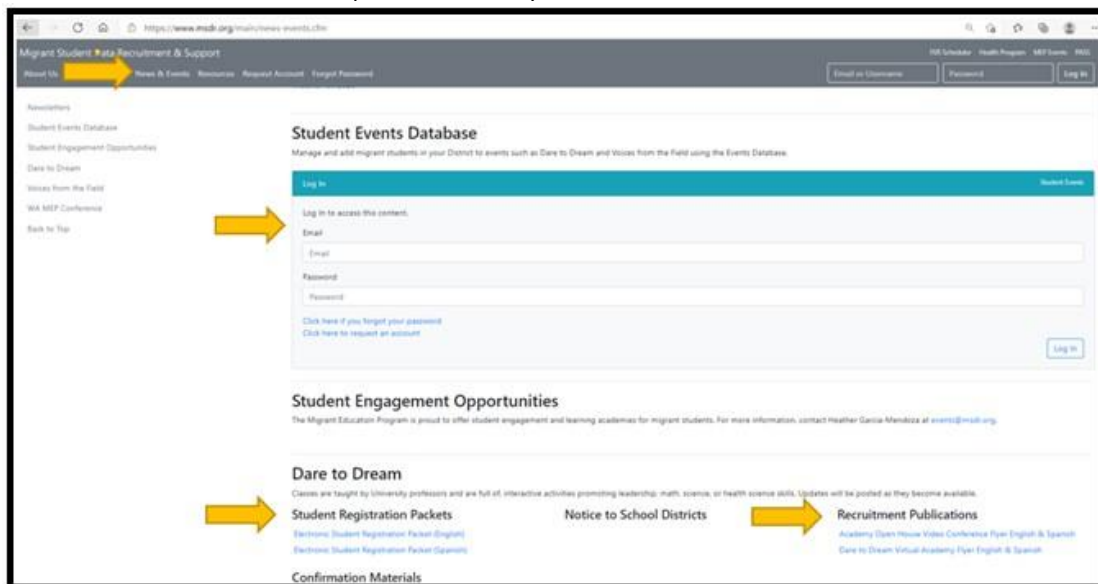 https://www.msdr.org/main/news-events.cfm
Migrant Student Data Recruitment & Support
ISR Scheduler Health Program MEP Events PASS
About Us News & Events Resources Request Account Forgot Password
Email or Username Password Log In
Newsletters
Student Events Database
Student Engagement Opportunities
Dare to Dream
Voices from the Field
WA MEP Conference
Back to Top
Student Events Database
Manage and add migrant students in your District to events such as Dare to Dream and Voices from the Field using the Events Database.
Log In Student Events
Log in to access this content.
Email
Email
Password
Password
Click here if you forgot your password
Click here to request an account
Log In
Student Engagement Opportunities
The Migrant Education Program is proud to offer student engagement and learning academies for migrant students. For more information, contact Heather Garcia-Mendoza at events@msdr.org.
Dare to Dream
Classes are taught by University professors and are full of, interactive activities promoting leadership, math, science, or health science skills. Updates will be posted as they become available.
Student Registration Packets
Electronic Student Registration Packet (English)
Electronic Student Registration Packet (Spanish)
Notice to School Districts
Recruitment Publications
Academy Open House Video Conference Flyer English & Spanish
Dare to Dream Virtual Academy Flyer English & Spanish
Confirmation Materials